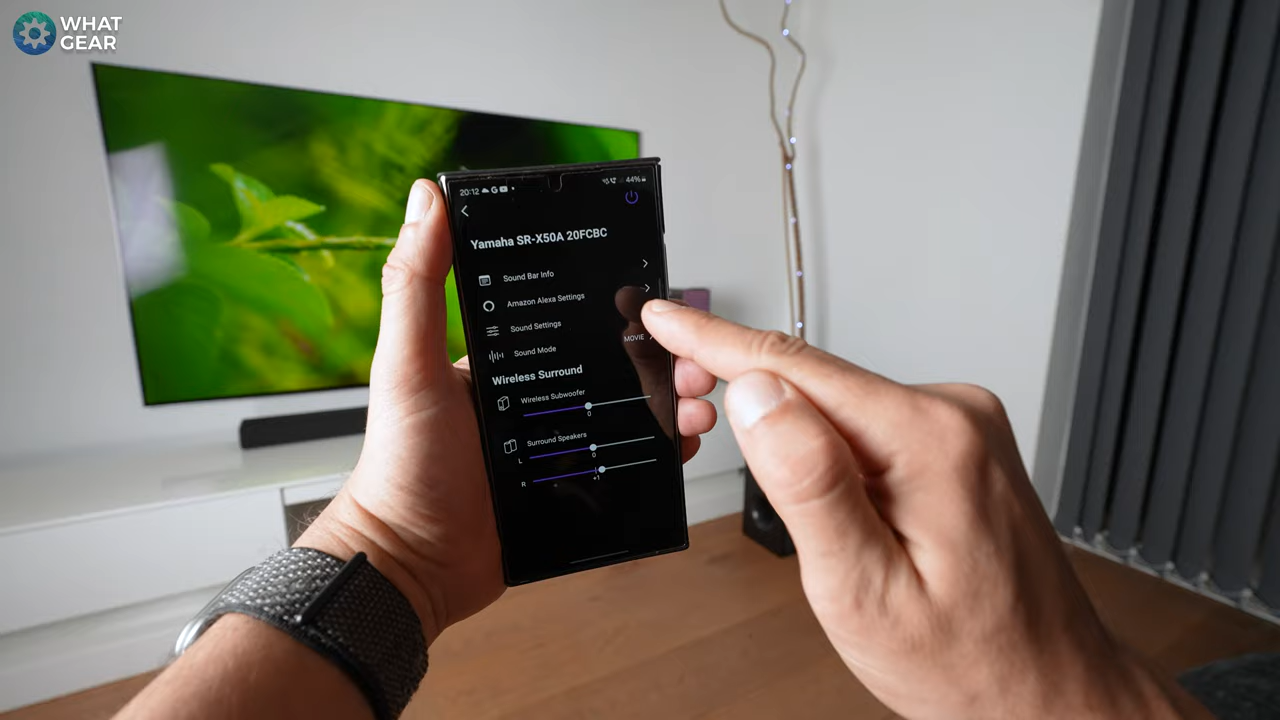 WHAT
GEAR
20:12
44%
Yamaha SR-X50A 20FCBC
Sound Bar Info
Amazon Alexa Settings
Sound Settings
Sound Mode
MOVIE
Wireless Surround
Wireless Subwoofer
0
Surround Speakers
L
0
R
+1